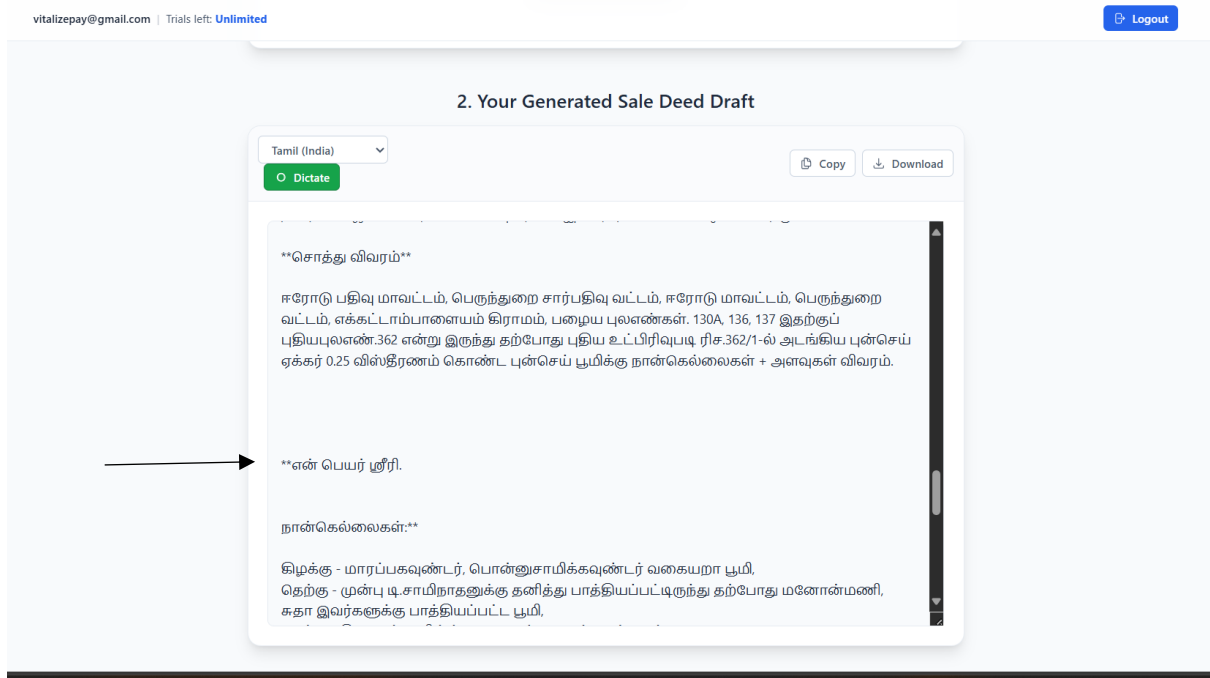 vitalizepay@gmail.com | Trials left: Unlimited
Logout
2. Your Generated Sale Deed Draft
Tamil (India)
Dictate
Copy
Download
**சொத்து விவரம்**
ஈரோடு பதிவு மாவட்டம், பெருந்துறை சார்பதிவு வட்டம், ஈரோடு மாவட்டம், பெருந்துறை
வட்டம், எக்கட்டாம்பாளையம் கிராமம், பழைய புலஎண்கள். 130A, 136, 137 இதற்குப்
புதியபுலஎண்.362 என்று இருந்து தற்போது புதிய உட்பிரிவுபடி ரிச.362/1-ல் அடங்கிய புன்செய்
ஏக்கர் 0.25 விஸ்தீரணம் கொண்ட புன்செய் பூமிக்கு நான்கெல்லைகள் + அளவுகள் விவரம்.
**என் பெயர் ஸ்ரீரி.
நான்கெல்லைகள்:**
கிழக்கு - மாரப்பகவுண்டர், பொன்னுசாமிக்கவுண்டர் வகையறா பூமி,
தெற்கு - முன்பு டி.சாமிநாதனுக்கு தனித்து பாத்தியப்பட்டிருந்து தற்போது மனோன்மணி,
சுதா இவர்களுக்கு பாத்தியப்பட்ட பூமி,